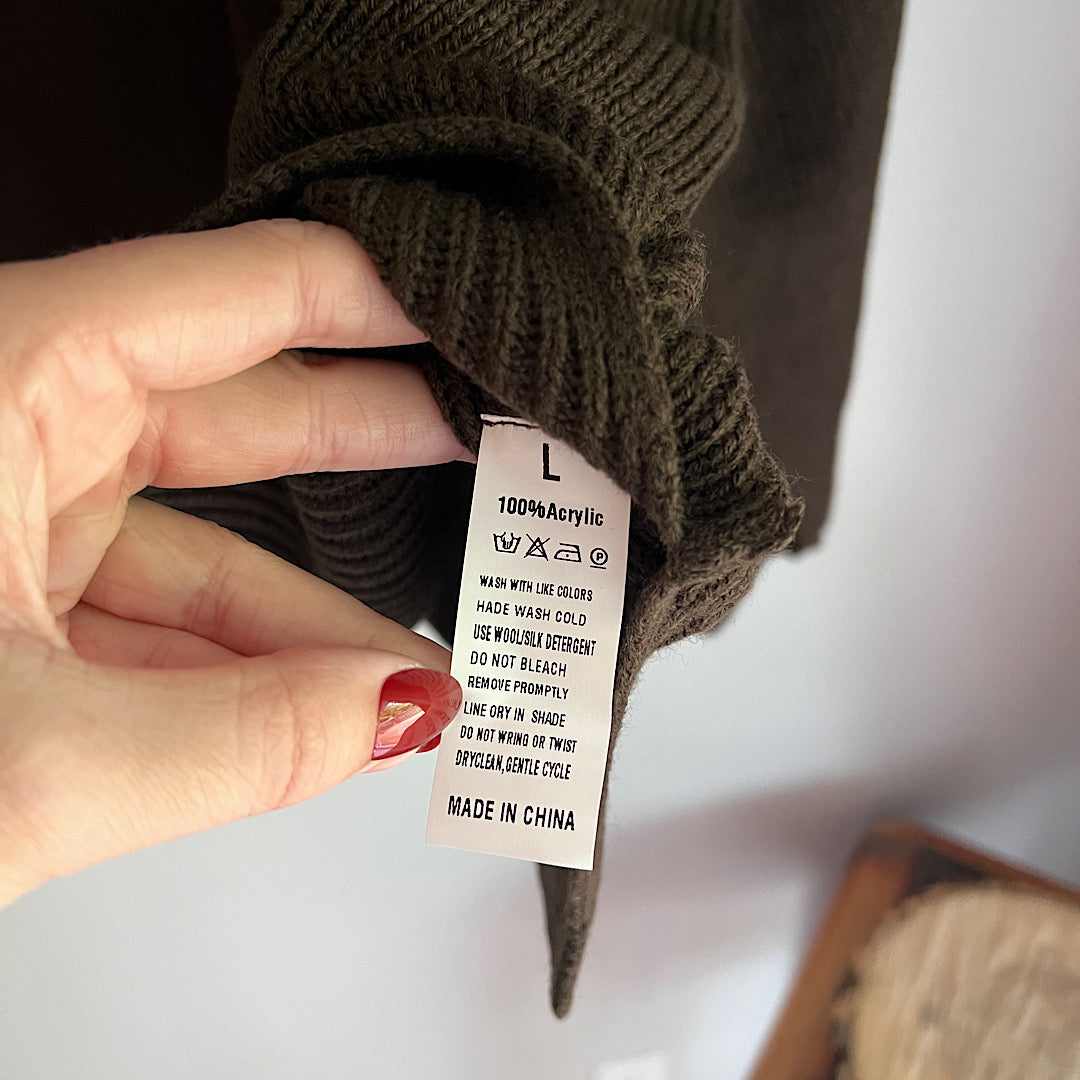 L
100%Acrylic
P
WASH WITH LIKE COLORS
HADE WASH COLD
USE WOOL/SILK DETERGENT
DO NOT BLEACH
REMOVE PROMPTLY
LINE ORY IN SHADE
DO NOT WRING OR TWIST
DRYCLEAN,GENTLE CYCLE
MADE IN CHINA